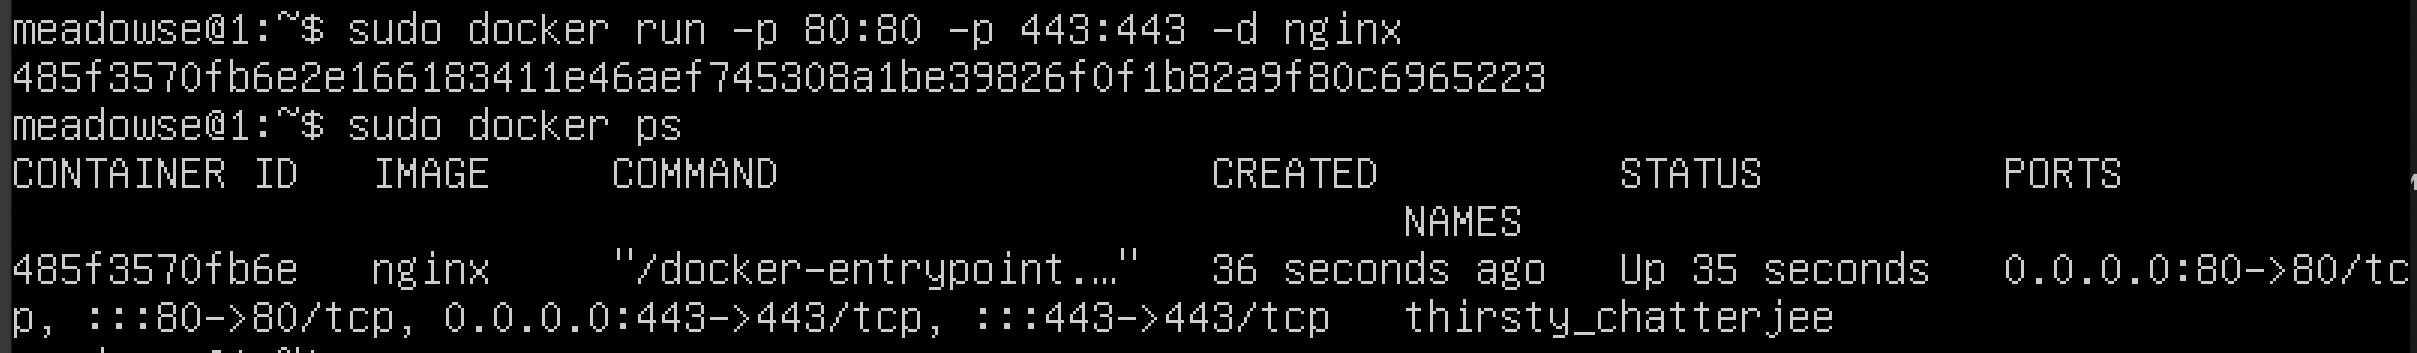 meadowse@1:~$ sudo docker run -p 80:80 -p 443:443 -d nginx
485f3570fb6e2e166183411e46aef745308a1be39826f0f1b82a9f80c6965223
meadowse@1:~$ sudo docker ps
CONTAINER ID   IMAGE     COMMAND                  CREATED          STATUS          PORTS
NAMES
485f3570fb6e   nginx     "/docker-entrypoint.…"   36 seconds ago   Up 35 seconds   0.0.0.0:80->80/tc
p, :::80->80/tcp, 0.0.0.0:443->443/tcp, :::443->443/tcp   thirsty_chatterjee